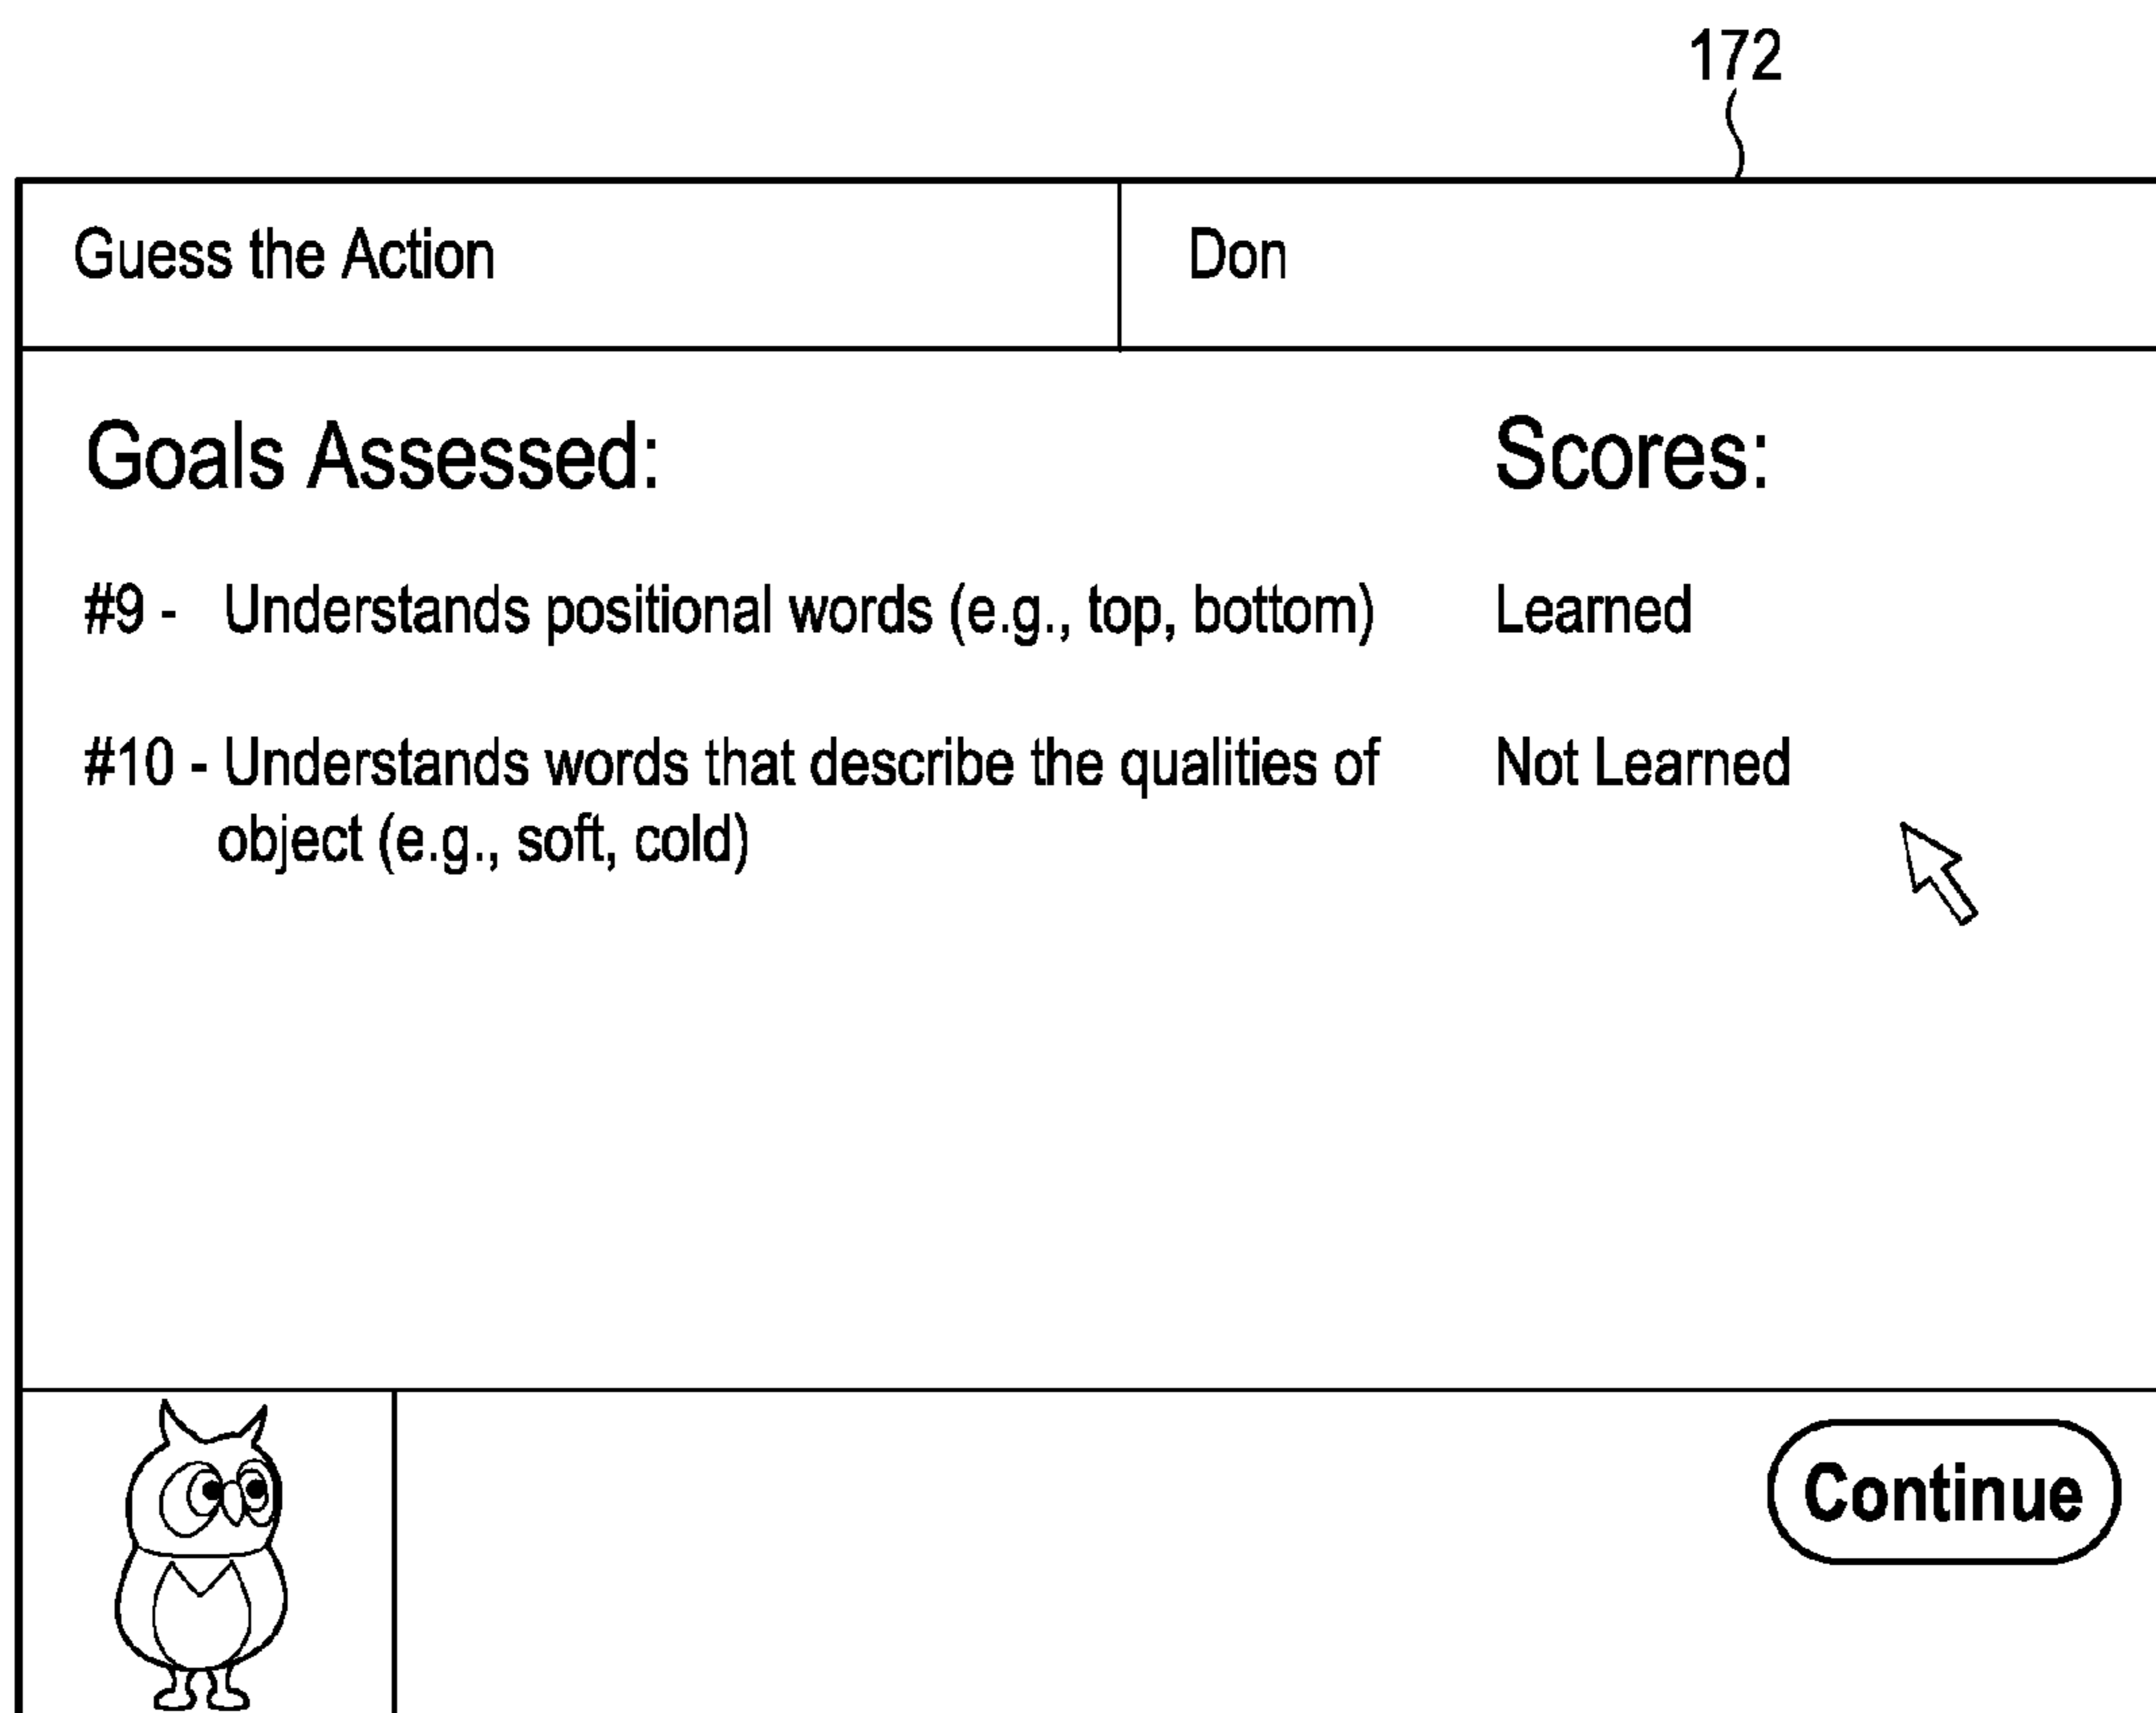 172
Guess the Action
Don
Goals Assessed:
Scores:
#9 - Understands positional words (e.g., top, bottom)
Learned
#10 - Understands words that describe the qualities of
Not Learned
object (e.g., soft, cold)
Continue